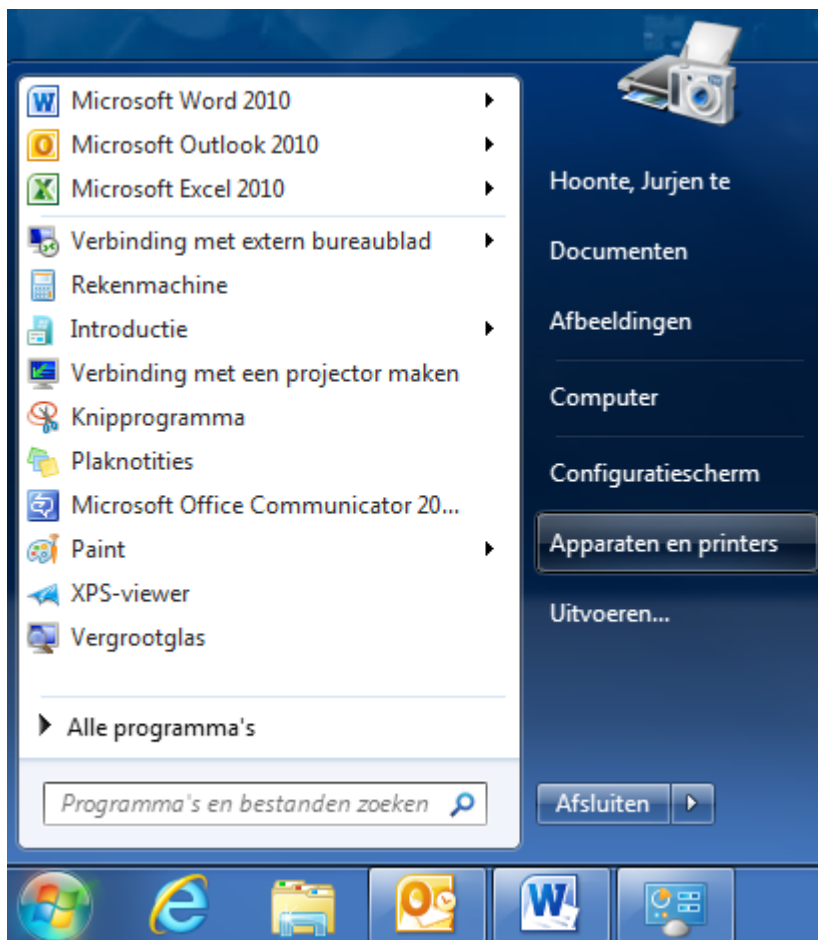 Microsoft Word 2010
Microsoft Outlook 2010
Microsoft Excel 2010
Verbinding met extern bureaublad
Rekenmachine
Introductie
Verbinding met een projector maken
Knipprogramma
Plaknotities
Microsoft Office Communicator 20...
Paint
XPS-viewer
Vergrootglas
Alle programma's
Programma's en bestanden zoeken
Hoonte, Jurjen te
Documenten
Afbeeldingen
Computer
Configuratiescherm
Apparaten en printers
Uitvoeren...
Afsluiten